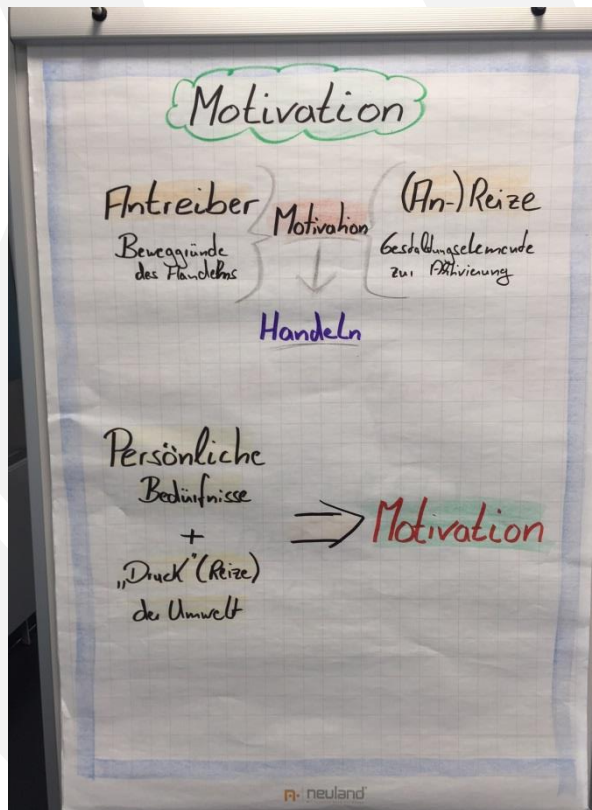 Motivation
Antreiber
Beweggründe
des Handelns
Motivation
(An-)Reize
Gestaltungselemente
zur Aktivierung
Handeln
Persönliche
Bedürfnisse
+
„Druck“ (Reize)
der Umwelt
⇒ Motivation
neuland